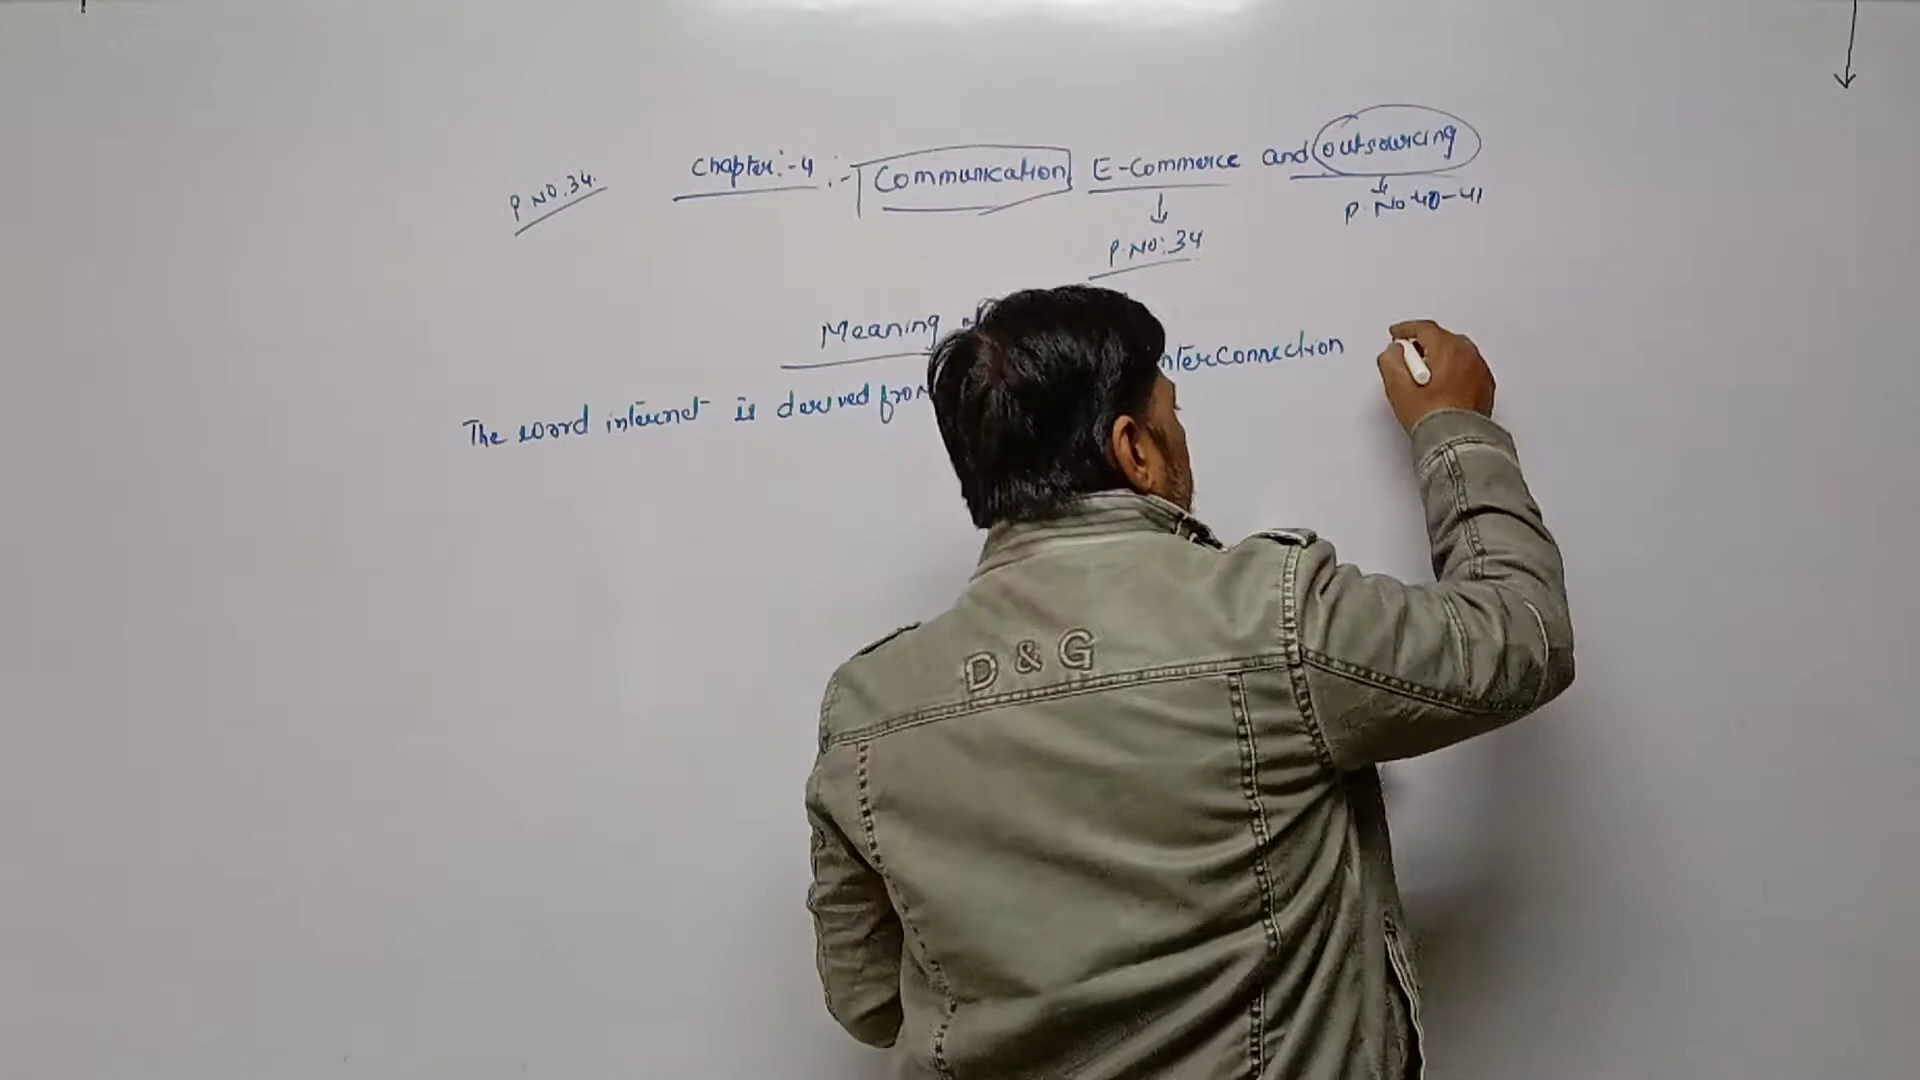 P.NO:34.
Chapter:-4 :- Communication E-Commerce and outsourcing
P.NO:34
P.No 40-41
Meaning
The word internet is derived from nterconnection
D & G